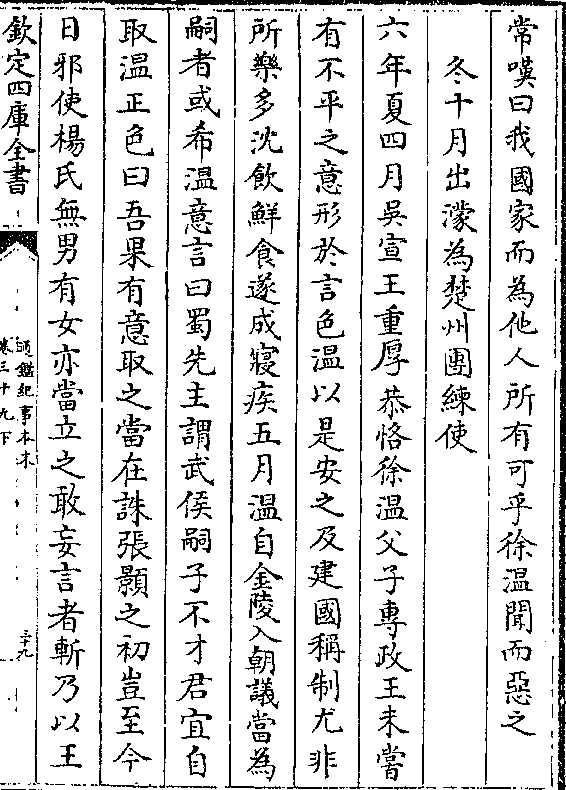 常嘆曰我國家而為他人所有可乎徐溫聞而惡之
冬十月出濛為楚州團練使
六年夏四月吳宣王重厚恭恪徐溫父子專政王未嘗
有不平之意形於言色溫以是安之及建國稱制尤非
所樂多沈飲鮮食遂成寢疾五月溫自金陵入朝議當為
嗣者或希溫意言曰蜀先主謂武侯嗣子不才君宜自
取溫正色曰吾果有意取之當在誅張顥之初豈至今
日邪使楊氏無男有女亦當立之敢妄言者斬乃以王
欽定四庫全書
通鑑紀事本末
卷三十九下
三十九